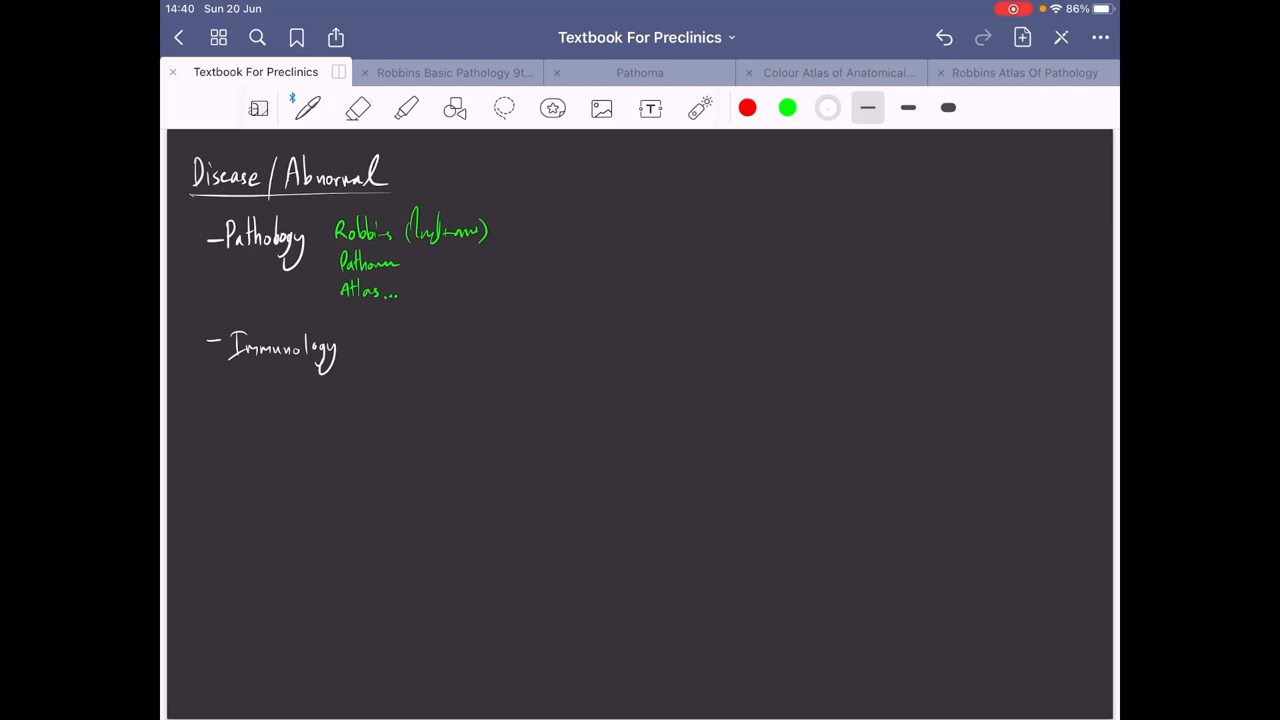 14:40 Sun 20 Jun 86%
Textbook For Preclinics
Textbook For Preclinics Robbins Basic Pathology 9t... Pathoma Colour Atlas of Anatomical... Robbins Atlas Of Pathology
T
Disease / Abnormal
- Pathology Robbins
Pathoma
Atlas...
- Immunology